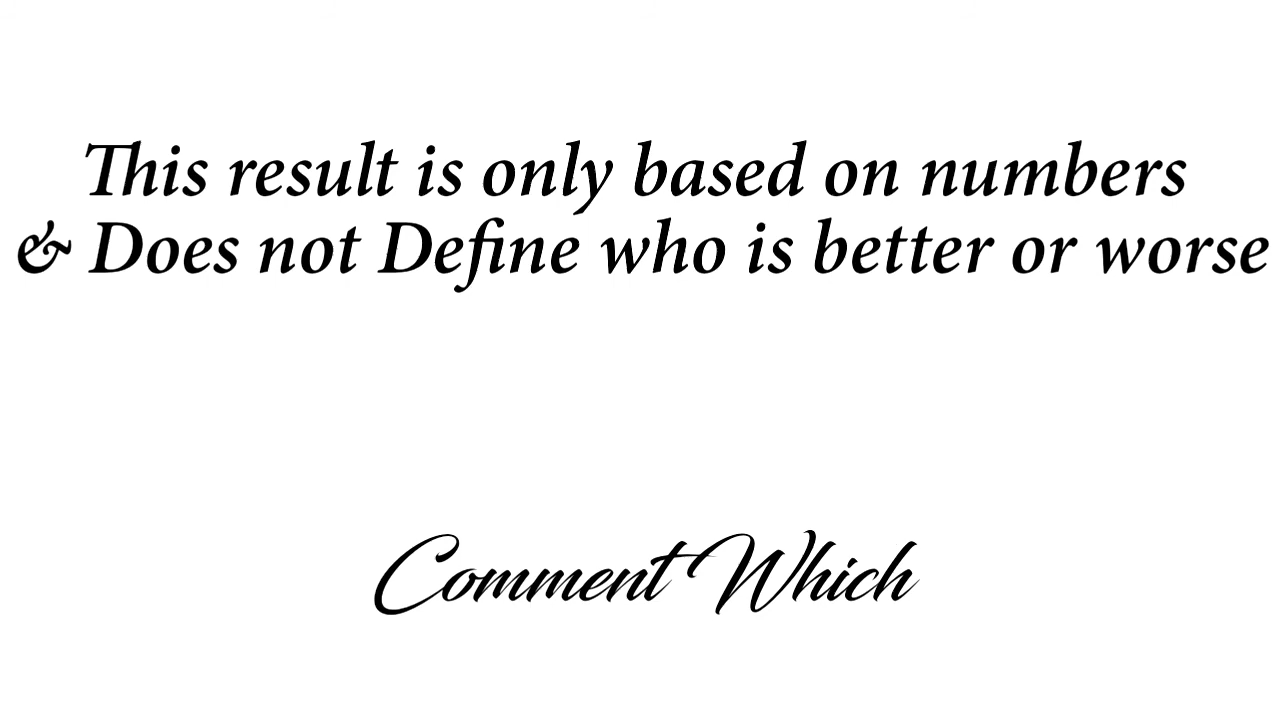 This result is only based on numbers
& Does not Define who is better or worse
Comment Which